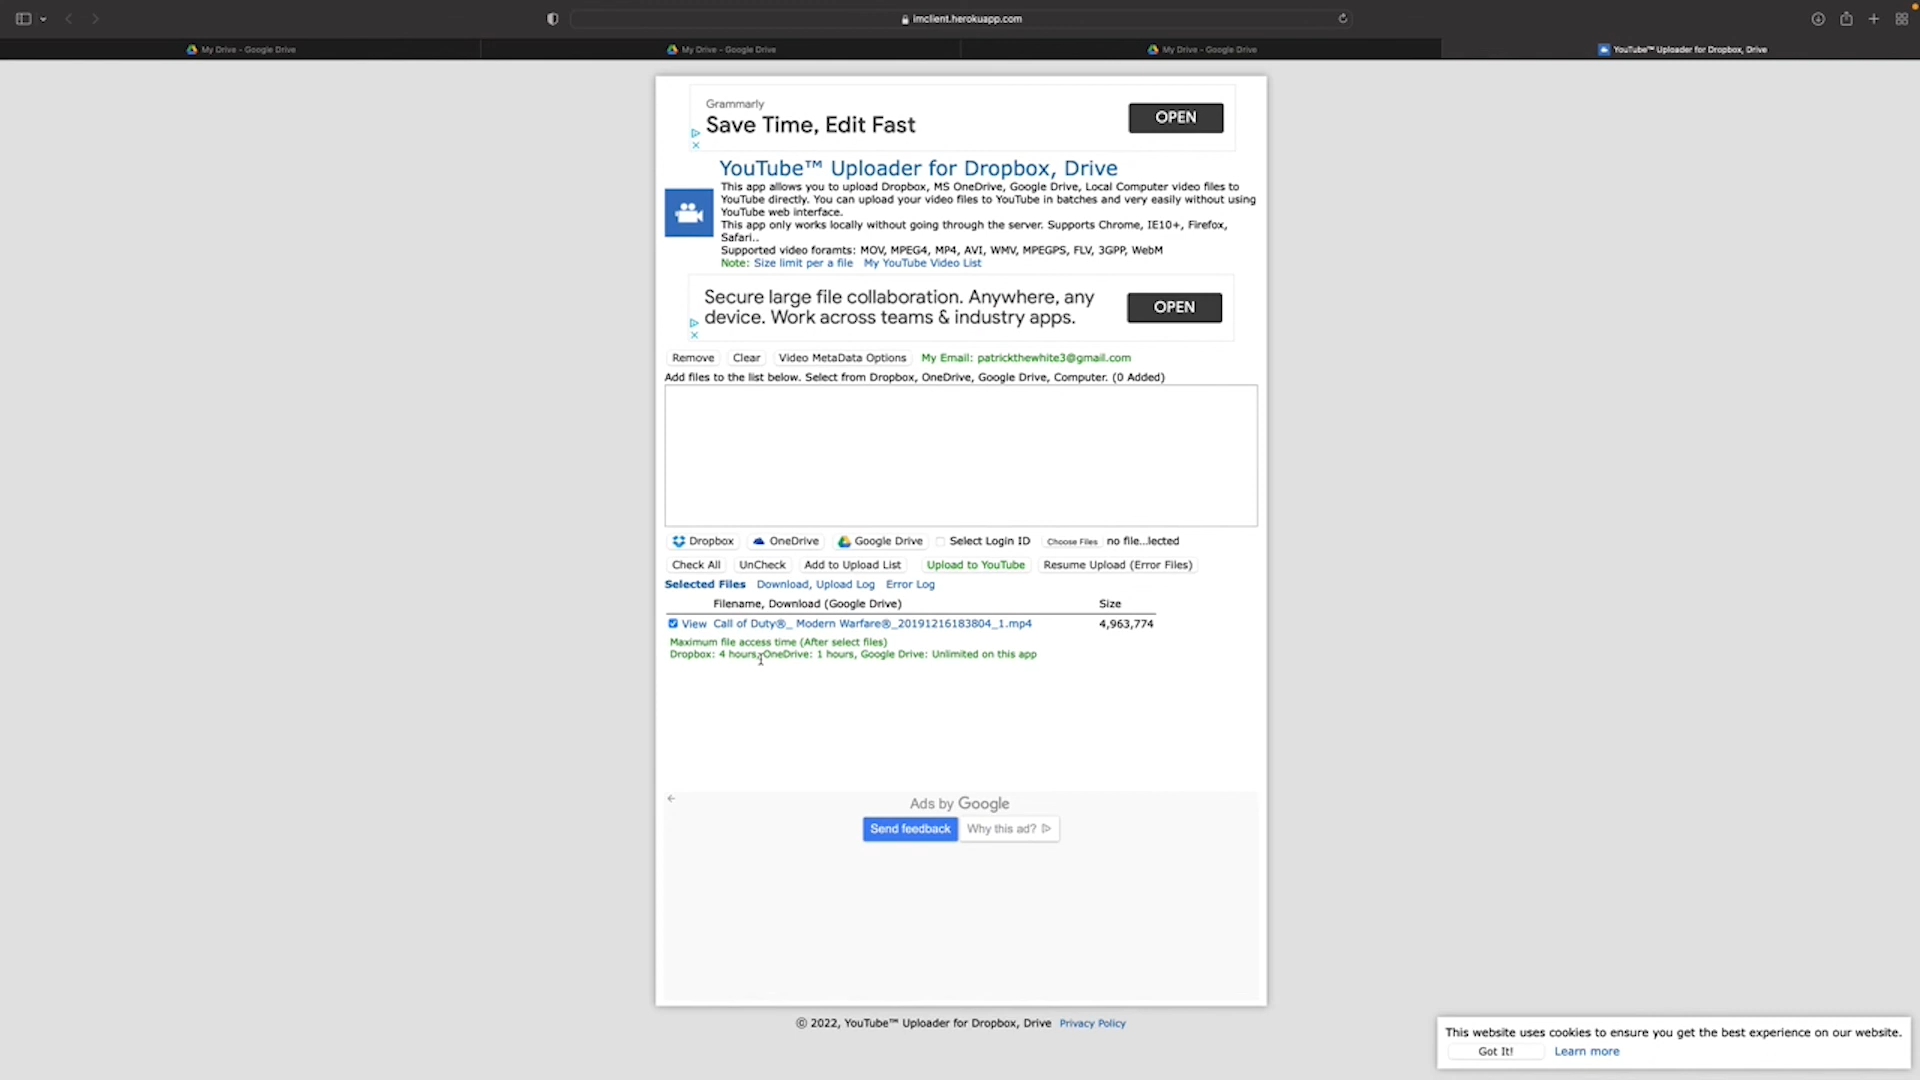 imclient.herokuapp.com
My Drive - Google Drive
My Drive - Google Drive
My Drive - Google Drive
YouTube™ Uploader for Dropbox, Drive
Grammarly
Save Time, Edit Fast
OPEN
YouTube™ Uploader for Dropbox, Drive
This app allows you to upload Dropbox, MS OneDrive, Google Drive, Local Computer video files to
YouTube directly. You can upload your video files to YouTube in batches and very easily without using
YouTube web interface.
This app only works locally without going through the server. Supports Chrome, IE10+, Firefox,
Safari..
Supported video foramts: MOV, MPEG4, MP4, AVI, WMV, MPEGPS, FLV, 3GPP, WebM
Note: Size limit per a file My YouTube Video List
Secure large file collaboration. Anywhere, any
device. Work across teams & industry apps.
OPEN
Remove Clear Video MetaData Options My Email: patrickthewhite3@gmail.com
Add files to the list below. Select from Dropbox, OneDrive, Google Drive, Computer. (0 Added)
Dropbox OneDrive Google Drive Select Login ID Choose Files no file...lected
Check All UnCheck Add to Upload List Upload to YouTube Resume Upload (Error Files)
Selected Files Download, Upload Log Error Log
Filename, Download (Google Drive) Size
View Call of Duty®_ Modern Warfare®_20191216183804_1.mp4 4,963,774
Maximum file access time (After select files)
Dropbox: 4 hours, OneDrive: 1 hours, Google Drive: Unlimited on this app
Ads by Google
Send feedback Why this ad?
© 2022, YouTube™ Uploader for Dropbox, Drive Privacy Policy
This website uses cookies to ensure you get the best experience on our website.
Got It! Learn more